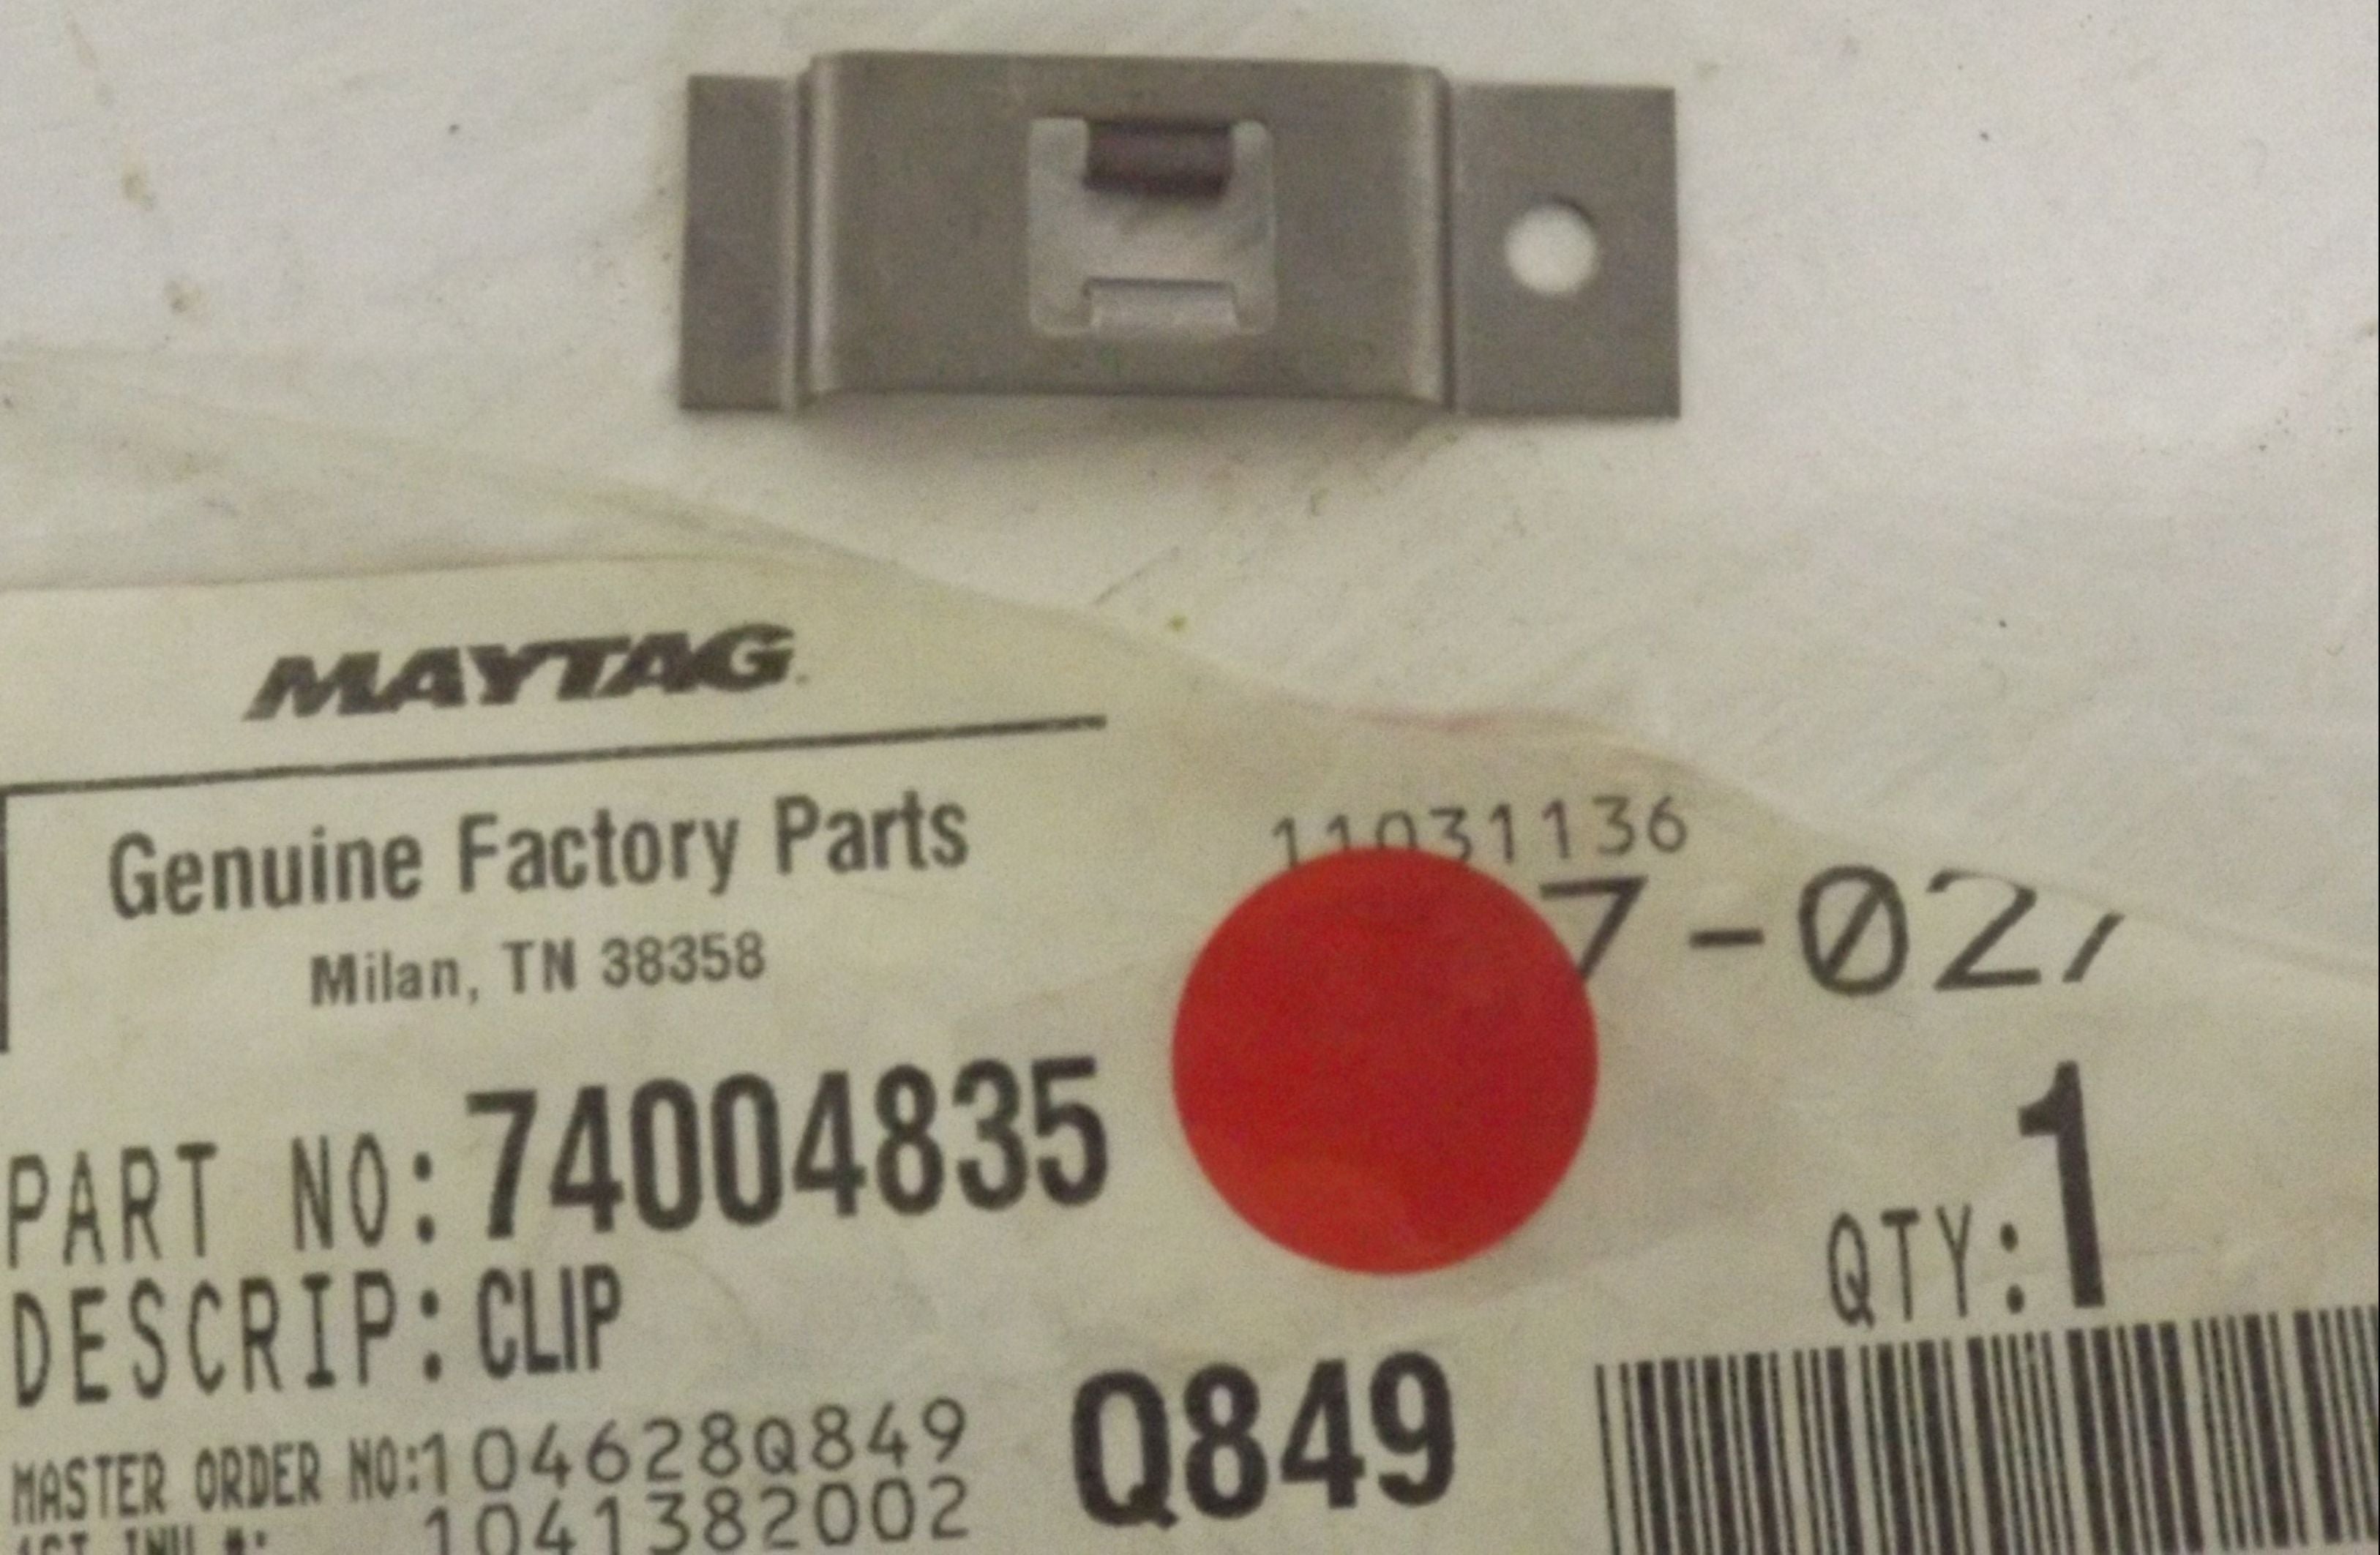 MAYTAG
Genuine Factory Parts
Milan, TN 38358
11031136
7-02
PART NO: 74004835
QTY: 1
DESCRIP: CLIP
Q849
MASTER ORDER NO: 104628Q849
1041382002